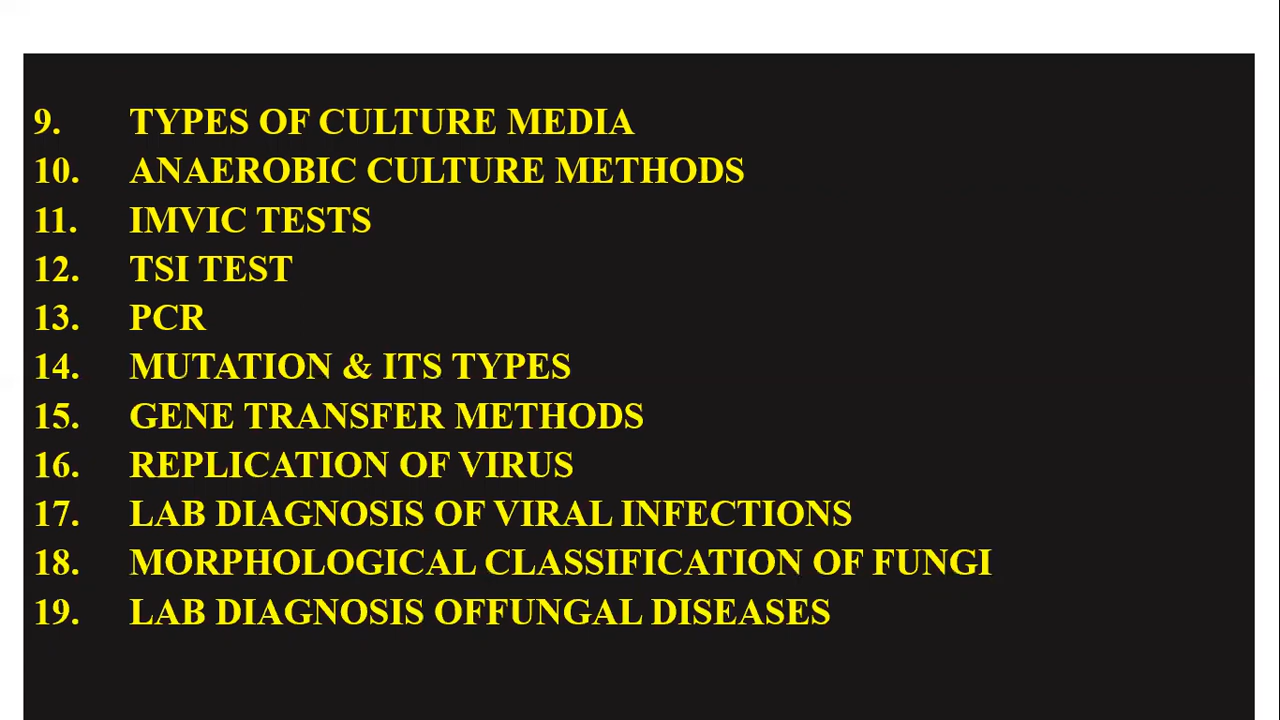 9. TYPES OF CULTURE MEDIA
10. ANAEROBIC CULTURE METHODS
11. IMVIC TESTS
12. TSI TEST
13. PCR
14. MUTATION & ITS TYPES
15. GENE TRANSFER METHODS
16. REPLICATION OF VIRUS
17. LAB DIAGNOSIS OF VIRAL INFECTIONS
18. MORPHOLOGICAL CLASSIFICATION OF FUNGI
19. LAB DIAGNOSIS OFFUNGAL DISEASES